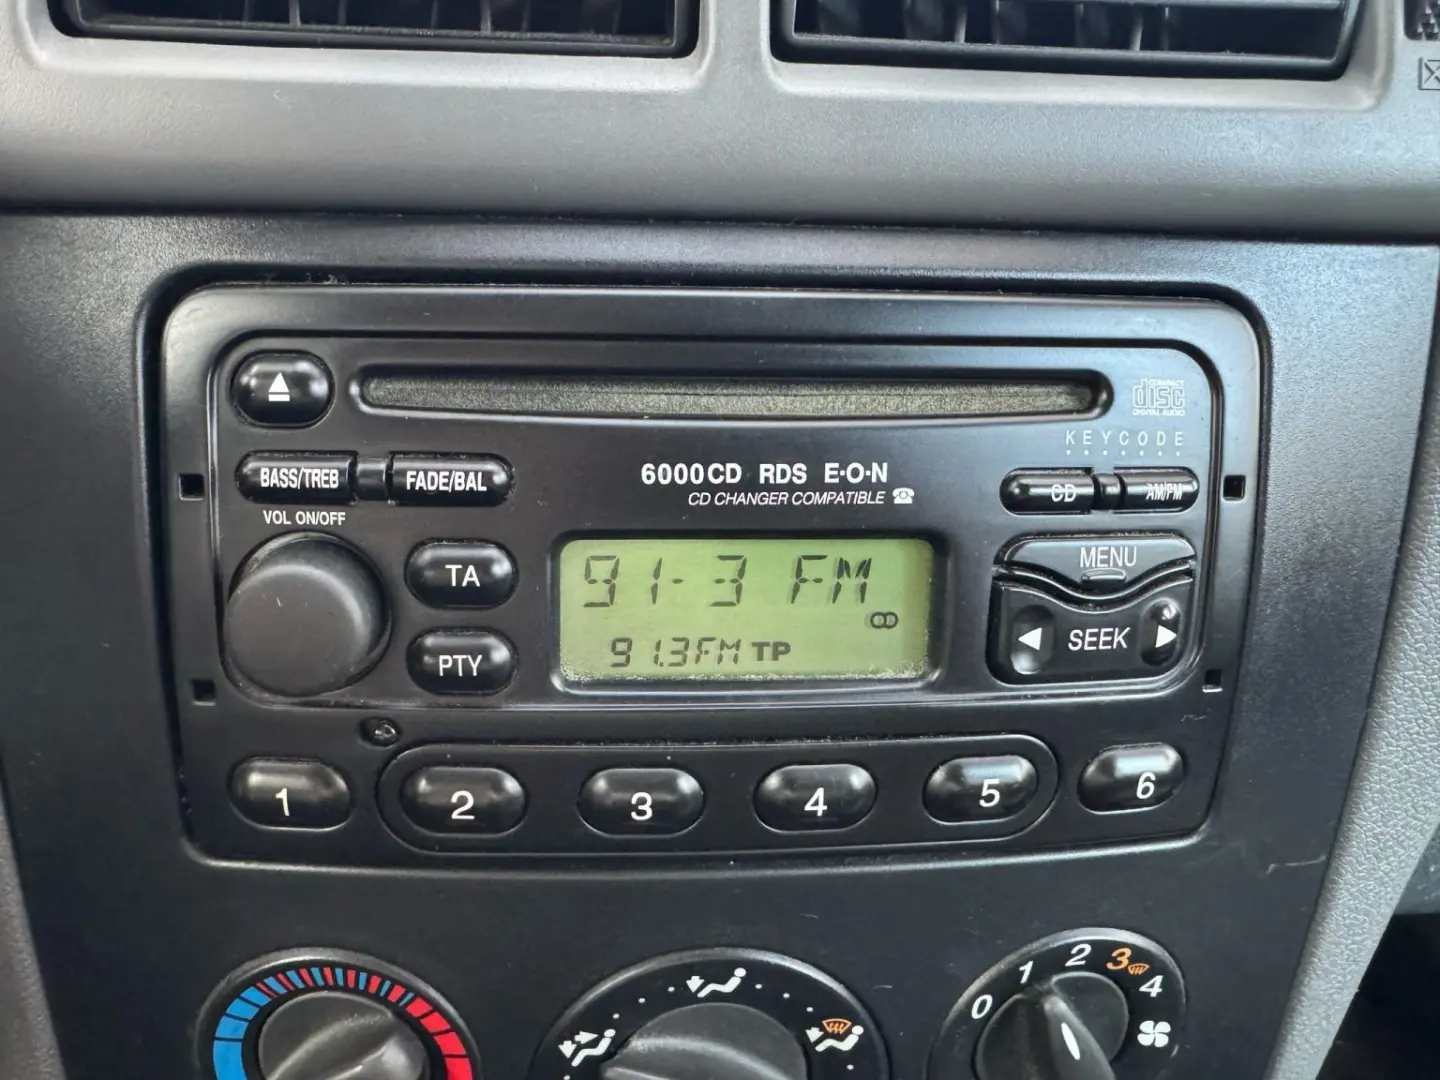 COMPACT
disc
DIGITAL AUDIO
KEYCODE
BASS/TREB FADE/BAL
6000CD RDS E·O·N
CD CHANGER COMPATIBLE
CD AM/FM
VOL ON/OFF
TA
91-3 FM
MENU
PTY
91.3FM TP
SEEK
1 2 3 4 5 6
0 1 2 3 4